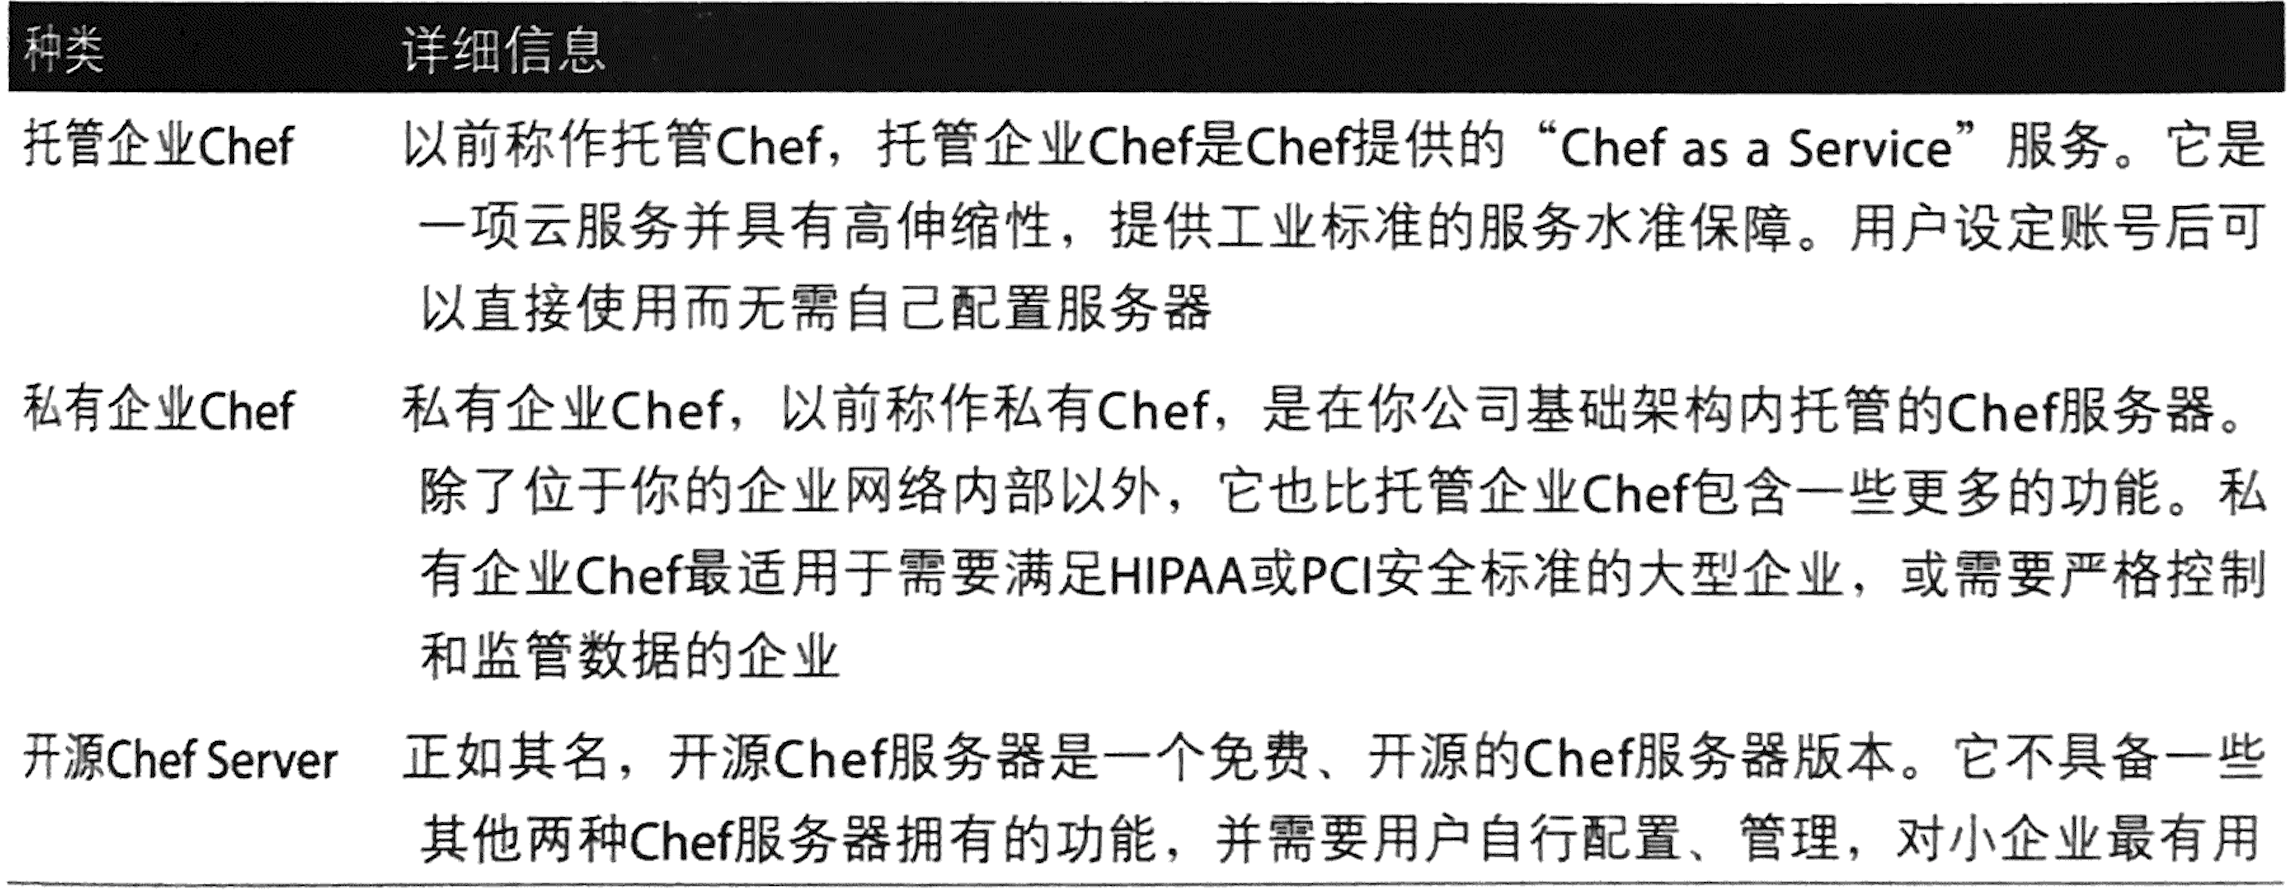 种类 详细信息
托管企业Chef 以前称作托管Chef，托管企业Chef是Chef提供的“Chef as a Service”服务。它是
一项云服务并具有高伸缩性，提供工业标准的服务水准保障。用户设定账号后可
以直接使用而无需自己配置服务器
私有企业Chef 私有企业Chef，以前称作私有Chef，是在你公司基础架构内托管的Chef服务器。
除了位于你的企业网络内部以外，它也比托管企业Chef包含一些更多的功能。私
有企业Chef最适用于需要满足HIPAA或PCI安全标准的大型企业，或需要严格控制
和监管数据的企业
开源Chef Server 正如其名，开源Chef服务器是一个免费、开源的Chef服务器版本。它不具备一些
其他两种Chef服务器拥有的功能，并需要用户自行配置、管理，对小企业最有用